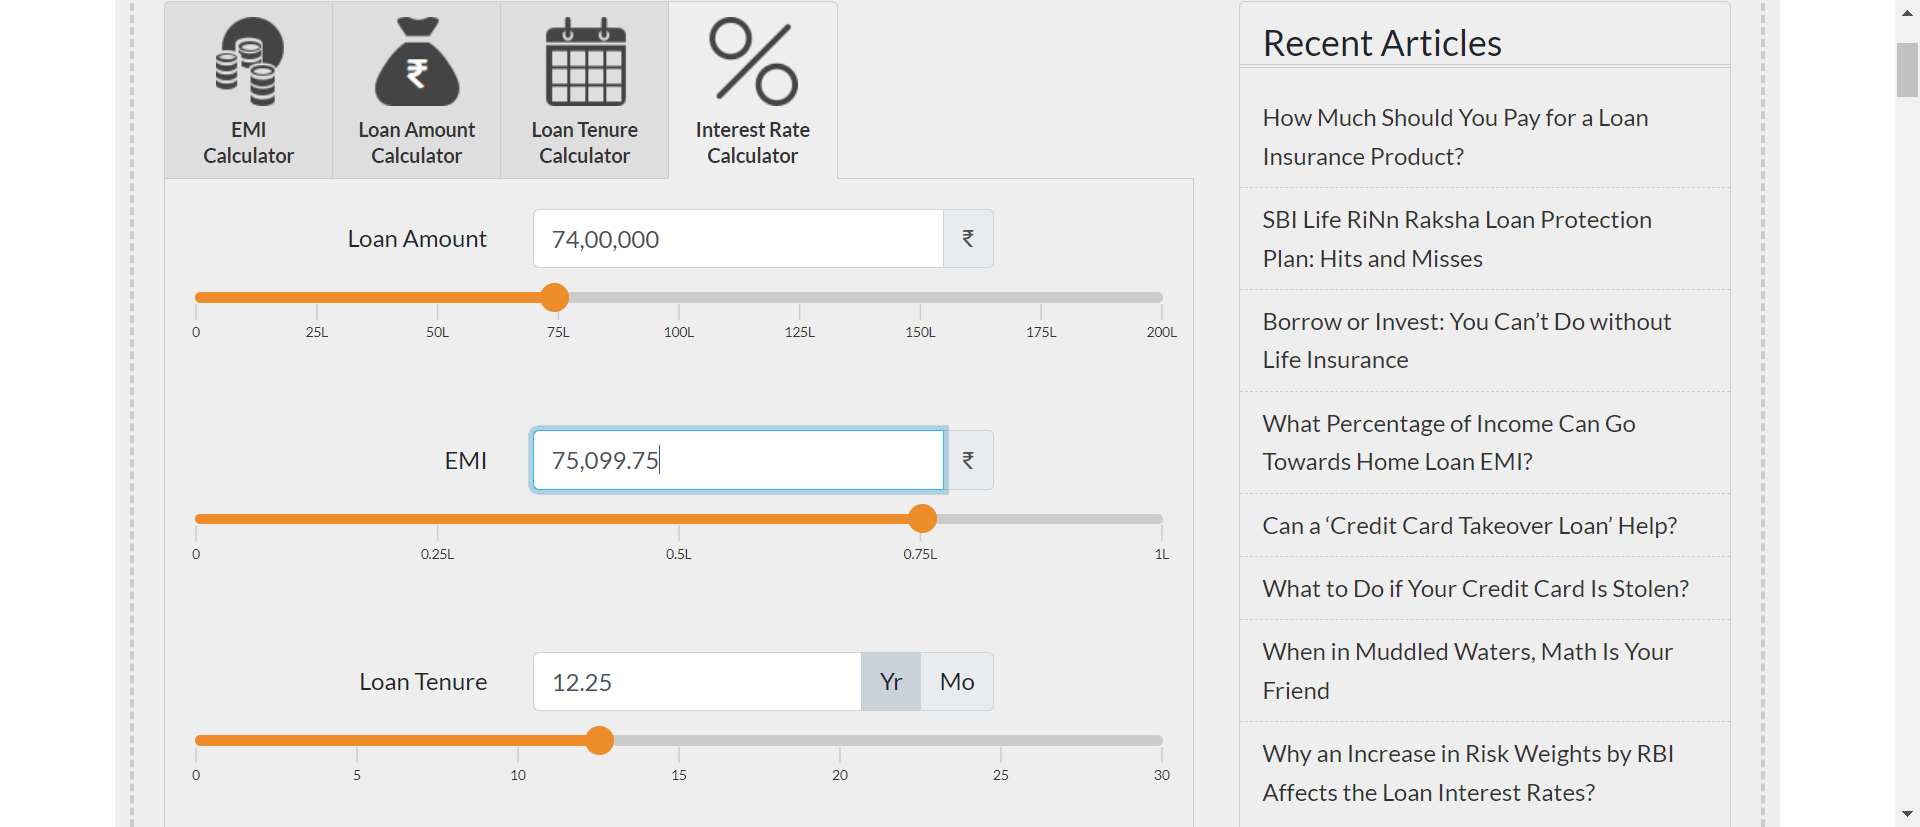 EMI
Calculator
Loan Amount
Calculator
Loan Tenure
Calculator
Interest Rate
Calculator
Loan Amount
74,00,000
₹
0 25L 50L 75L 100L 125L 150L 175L 200L
EMI
75,099.75
₹
0 0.25L 0.5L 0.75L 1L
Loan Tenure
12.25
Yr Mo
0 5 10 15 20 25 30
Recent Articles
How Much Should You Pay for a Loan
Insurance Product?
SBI Life RiNn Raksha Loan Protection
Plan: Hits and Misses
Borrow or Invest: You Can’t Do without
Life Insurance
What Percentage of Income Can Go
Towards Home Loan EMI?
Can a ‘Credit Card Takeover Loan’ Help?
What to Do if Your Credit Card Is Stolen?
When in Muddled Waters, Math Is Your
Friend
Why an Increase in Risk Weights by RBI
Affects the Loan Interest Rates?